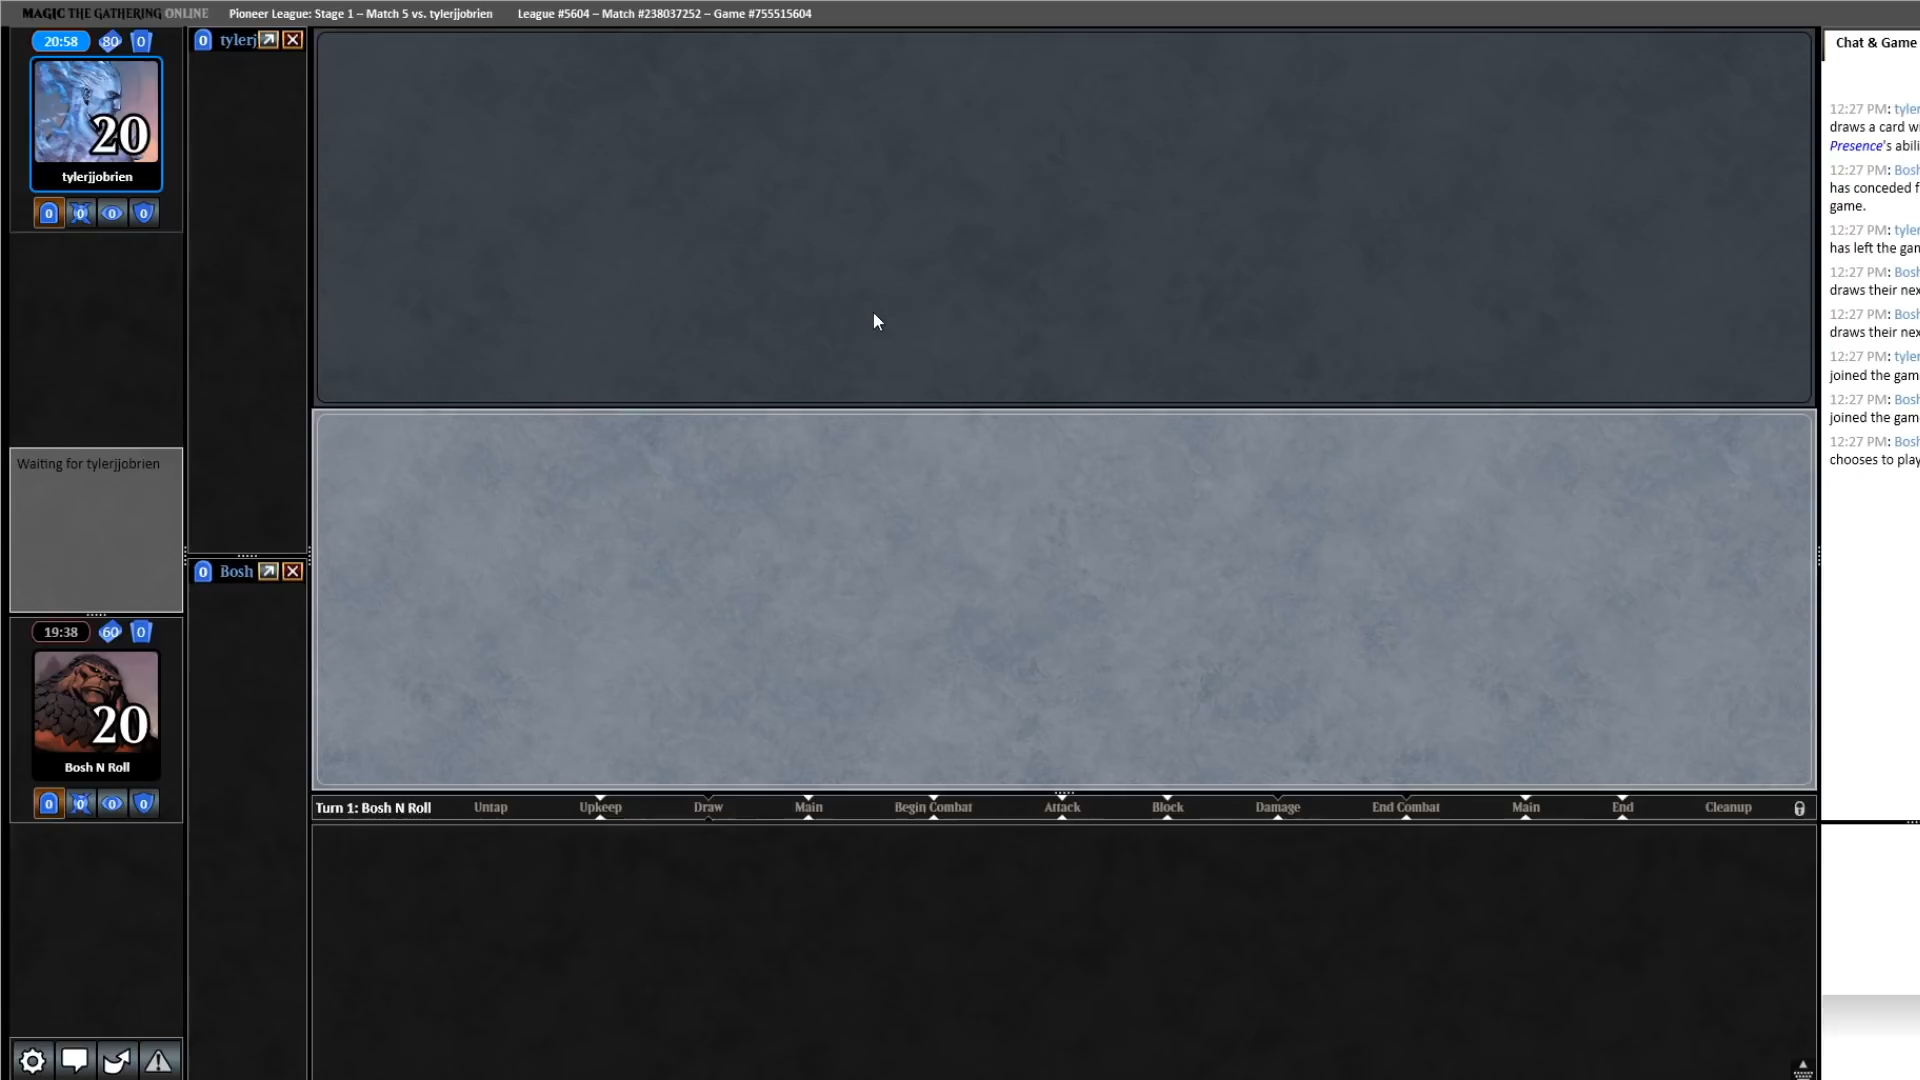 MAGIC THE GATHERING ONLINE Pioneer League: Stage 1 – Match 5 vs. tylerjjobrien League #5604 – Match #238037252 – Game #755515604
20:58 80 0
20
tylerjjobrien
0 0 0 0
0 tylerj
Waiting for tylerjjobrien
0 Bosh
19:38 60 0
20
Bosh N Roll
0 0 0 0
Turn 1: Bosh N Roll Untap Upkeep Draw Main Begin Combat Attack Block Damage End Combat Main End Cleanup
Chat & Game
12:27 PM: tyler
draws a card wi
Presence's abili
12:27 PM: Bosh
has conceded f
game.
12:27 PM: tyler
has left the gam
12:27 PM: Bosh
draws their nex
12:27 PM: Bosh
draws their nex
12:27 PM: tyler
joined the gam
12:27 PM: Bosh
joined the gam
12:27 PM: Bosh
chooses to play